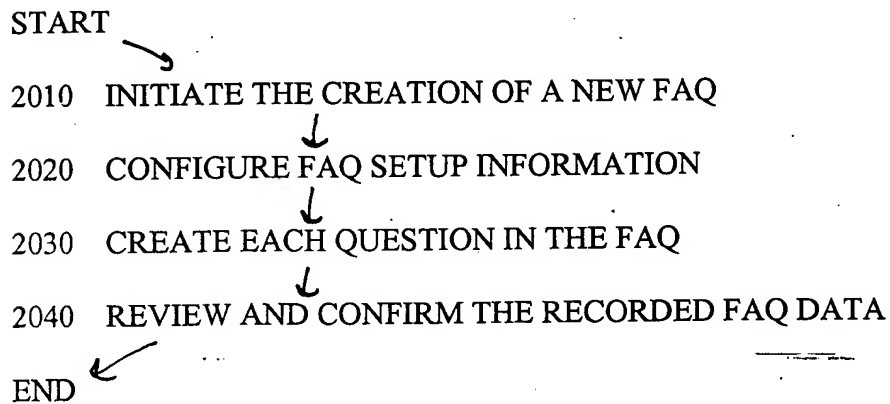 START
2010 INITIATE THE CREATION OF A NEW FAQ
2020 CONFIGURE FAQ SETUP INFORMATION
2030 CREATE EACH QUESTION IN THE FAQ
2040 REVIEW AND CONFIRM THE RECORDED FAQ DATA
END